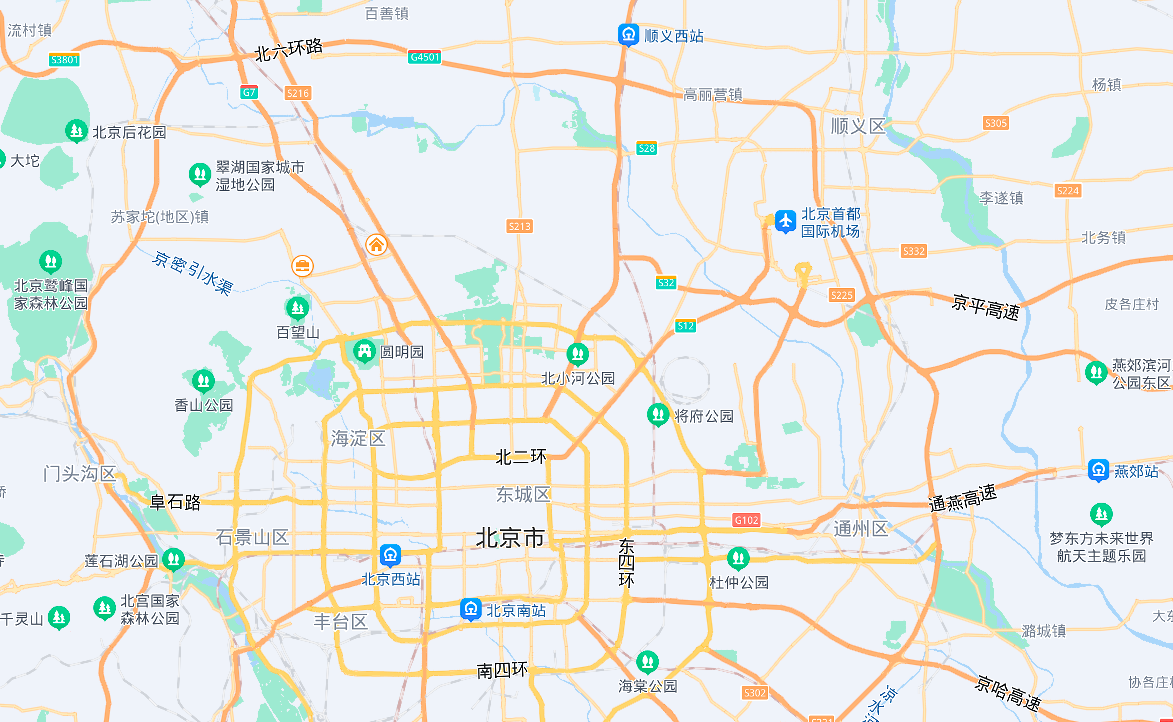 百善镇
流村镇
顺义西站
北六环路
G4501
S3801
杨镇
G7
S216
高丽营镇
S305
北京后花园
顺义区
S28
大坨
翠湖国家城市
湿地公园
S224
李遂镇
苏家坨(地区)镇
北京首都
国际机场
S213
北务镇
S332
京密引水渠
北京鹫峰国
家森林公园
S32
S225
京平高速
皮各庄村
百望山
S12
圆明园
北小河公园
燕郊滨河
公园东区
香山公园
将府公园
海淀区
北二环
门头沟区
燕郊站
桥
阜石路
东城区
通燕高速
G102
石景山区
北京市
通州区
梦东方未来世界
航天主题乐园
东四环
莲石湖公园
寺
北京西站
杜仲公园
北宫国家
森林公园
千灵山
北京南站
丰台区
大东
潞城镇
南四环
海棠公园
S302
京哈高速
协各庄村
凉水河
S321